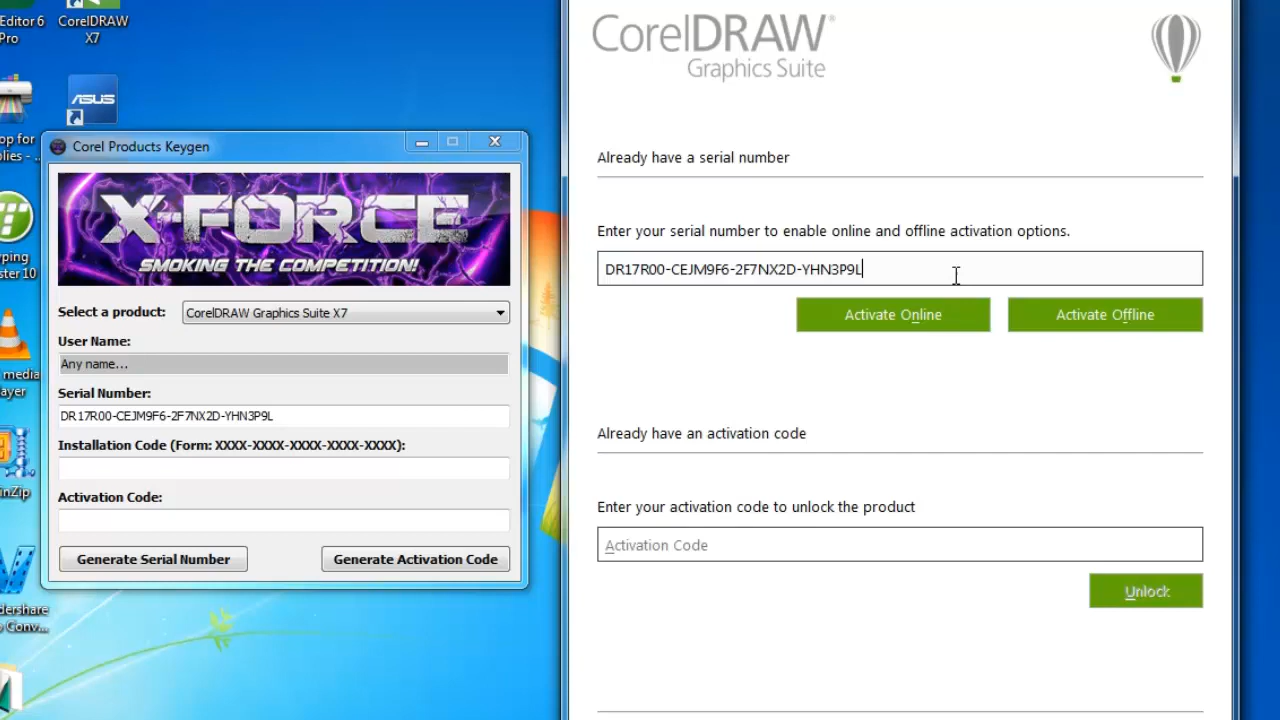 Editor 6
Pro
CorelDRAW
X7
ASUS
op for
lies - ...
yping
ster 10
media
ayer
inZip
dershare
Conv...
Corel Products Keygen
X-FORCE
SMOKING THE COMPETITION!
Select a product: CorelDRAW Graphics Suite X7
User Name:
Any name...
Serial Number:
DR17R00-CEJM9F6-2F7NX2D-YHN3P9L
Installation Code (Form: XXXX-XXXX-XXXX-XXXX-XXXX):
Activation Code:
Generate Serial Number Generate Activation Code
CorelDRAW®
Graphics Suite
Already have a serial number
Enter your serial number to enable online and offline activation options.
DR17R00-CEJM9F6-2F7NX2D-YHN3P9L
Activate Online Activate Offline
Already have an activation code
Enter your activation code to unlock the product
Activation Code
Unlock